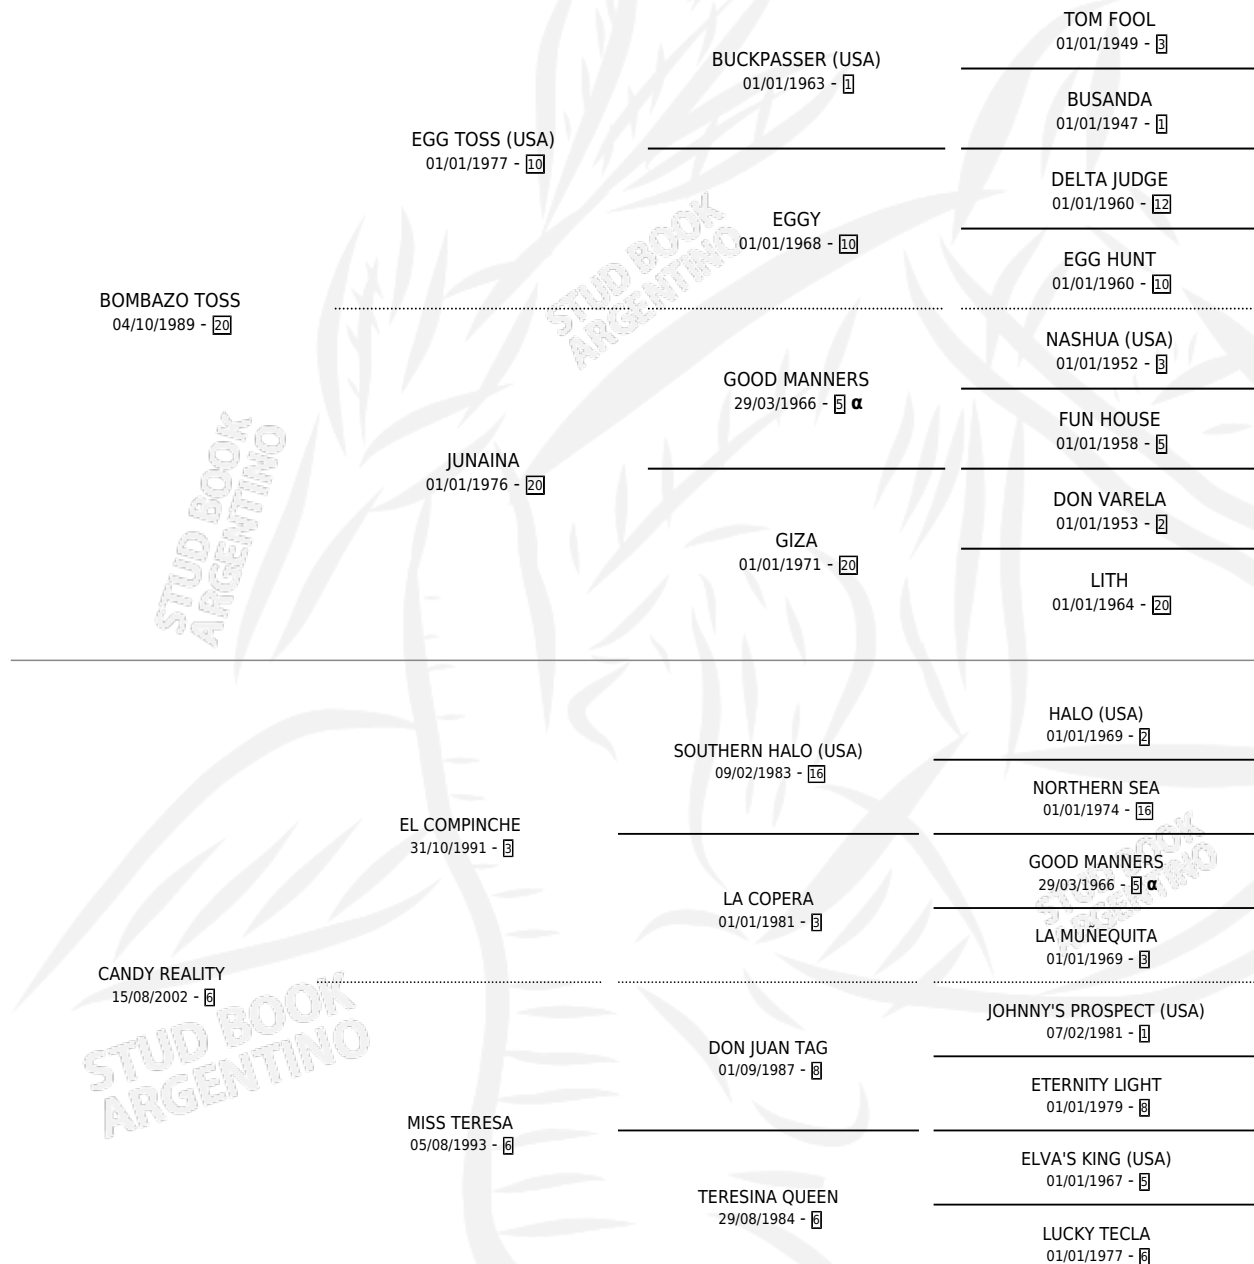 TOM FOOL
01/01/1949 - 3
BUCKPASSER (USA)
01/01/1963 - 1
BUSANDA
01/01/1947 - 1
EGG TOSS (USA)
01/01/1977 - 10
DELTA JUDGE
01/01/1960 - 12
EGGY
01/01/1968 - 10
EGG HUNT
01/01/1960 - 10
BOMBAZO TOSS
04/10/1989 - 20
NASHUA (USA)
01/01/1952 - 3
GOOD MANNERS
29/03/1966 - 5 α
FUN HOUSE
01/01/1958 - 5
JUNAINA
01/01/1976 - 20
DON VARELA
01/01/1953 - 2
GIZA
01/01/1971 - 20
LITH
01/01/1964 - 20
HALO (USA)
01/01/1969 - 2
SOUTHERN HALO (USA)
09/02/1983 - 16
NORTHERN SEA
01/01/1974 - 16
EL COMPINCHE
31/10/1991 - 3
GOOD MANNERS
29/03/1966 - 5 α
LA COPERA
01/01/1981 - 3
LA MUÑEQUITA
01/01/1969 - 3
CANDY REALITY
15/08/2002 - 6
JOHNNY'S PROSPECT (USA)
07/02/1981 - 1
DON JUAN TAG
01/09/1987 - 8
ETERNITY LIGHT
01/01/1979 - 8
MISS TERESA
05/08/1993 - 6
ELVA'S KING (USA)
01/01/1967 - 5
TERESINA QUEEN
29/08/1984 - 6
LUCKY TECLA
01/01/1977 - 6
STUD BOOK
ARGENTINO
STUD BOOK
ARGENTINO
STUD BOOK
ARGENTINO
STUD BOOK
ARGENTINO